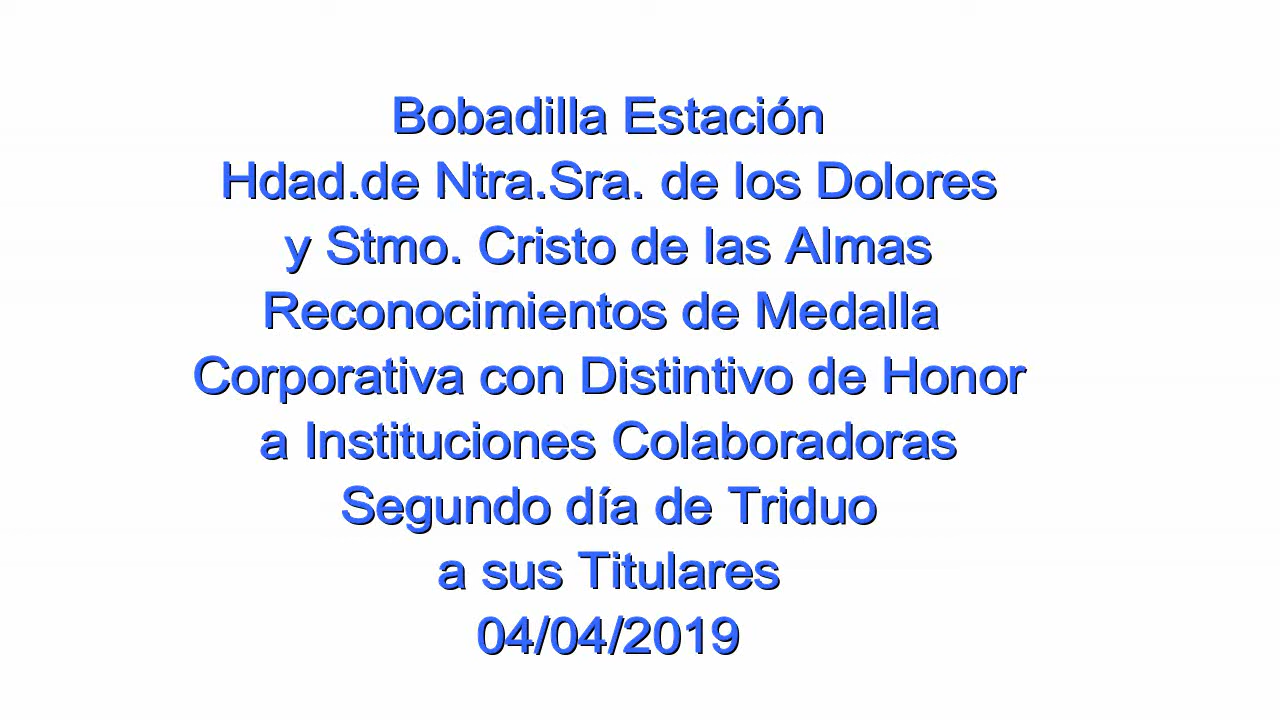 Bobadilla Estación
Hdad.de Ntra.Sra. de los Dolores
y Stmo. Cristo de las Almas
Reconocimientos de Medalla
Corporativa con Distintivo de Honor
a Instituciones Colaboradoras
Segundo día de Triduo
a sus Titulares
04/04/2019